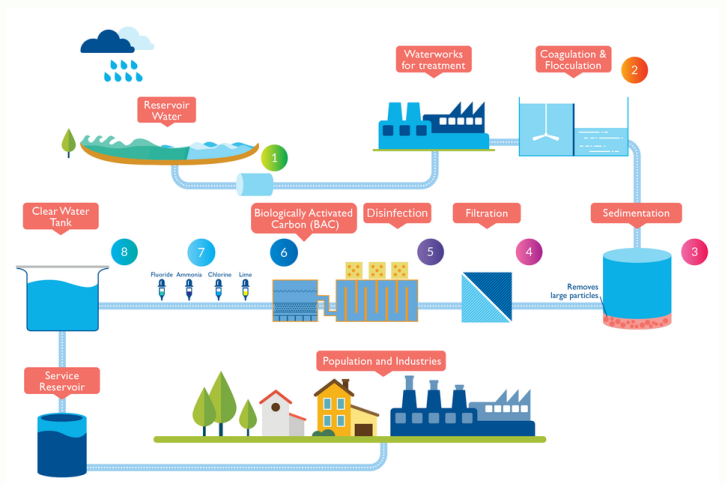 Reservoir
Water
1
Waterworks
for treatment
Coagulation &
Flocculation
2
Sedimentation
3
Removes
large particles
Filtration
4
Disinfection
5
Biologically Activated
Carbon (BAC)
6
7
Fluoride
Ammonia
Chlorine
Lime
Clear Water
Tank
8
Service
Reservoir
Population and Industries